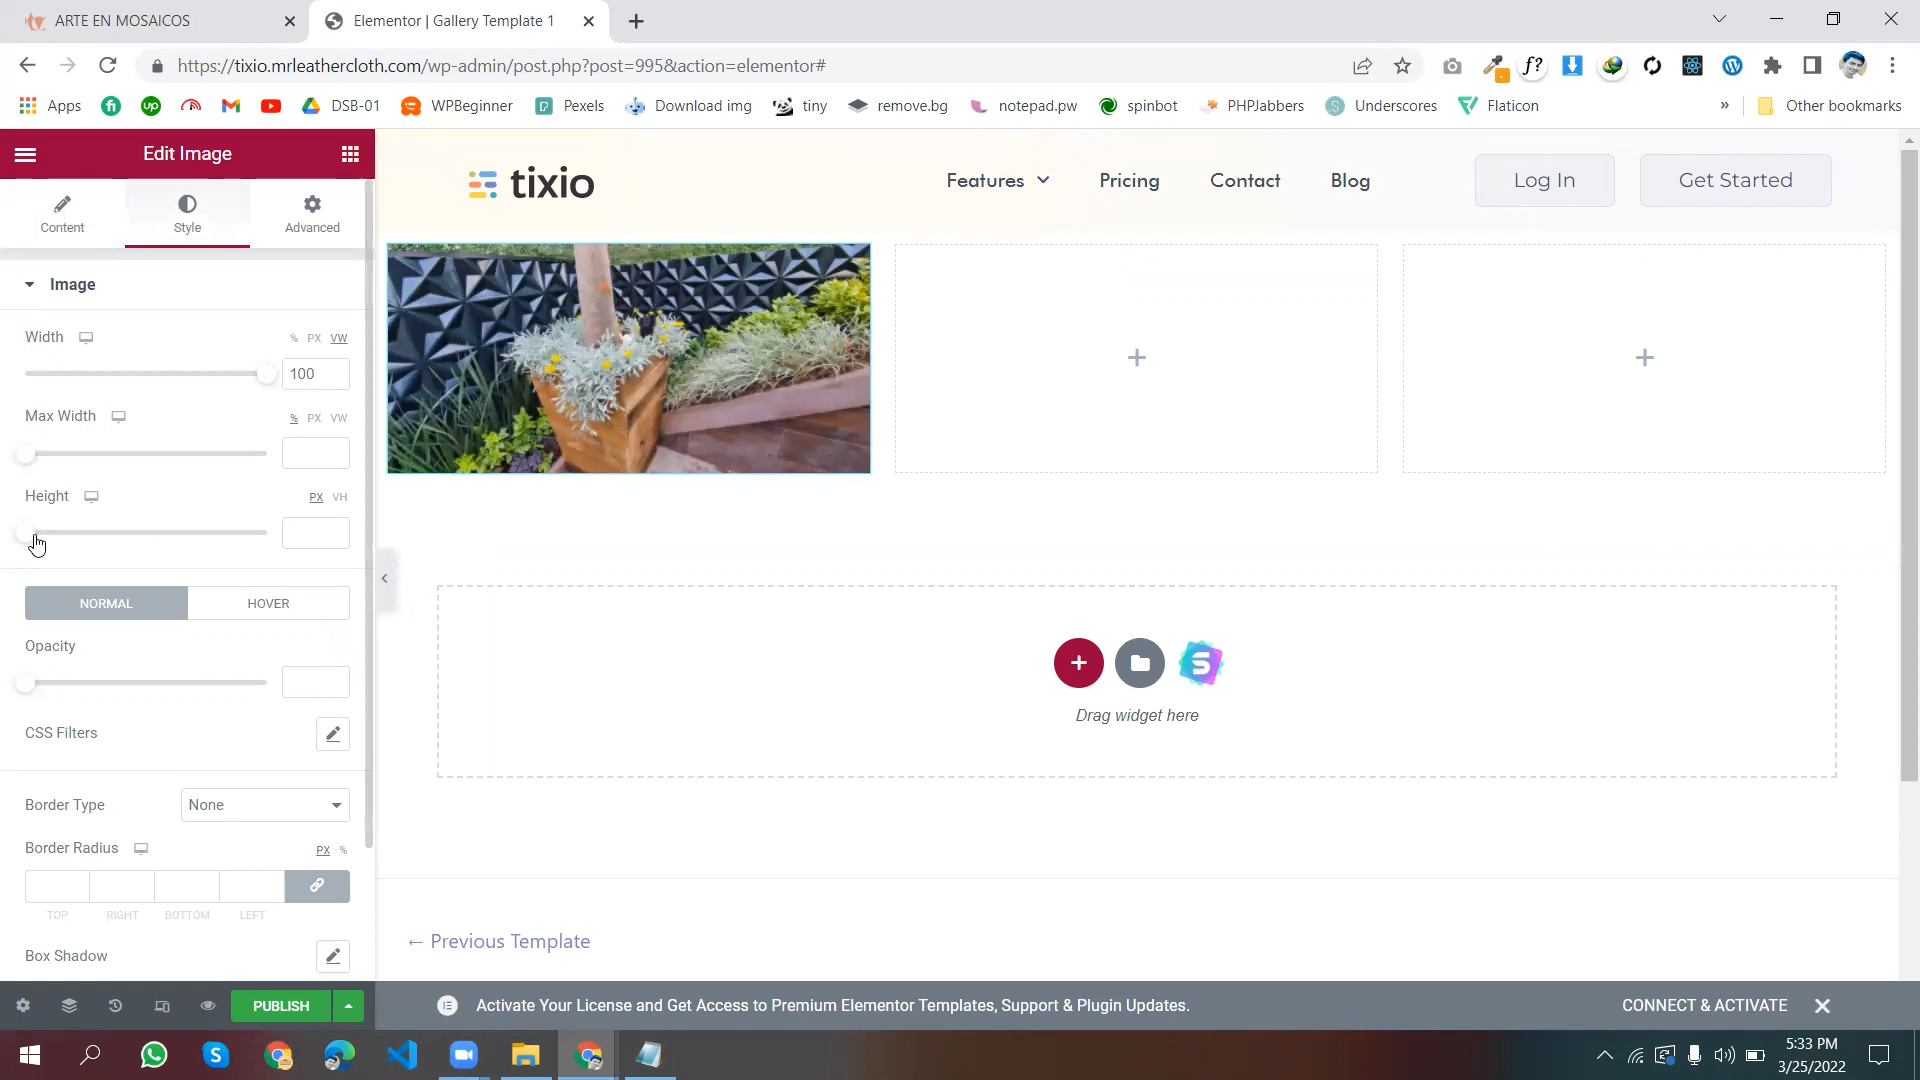 ARTE EN MOSAICOS
Elementor | Gallery Template 1
https://tixio.mrleathercloth.com/wp-admin/post.php?post=995&action=elementor#
f?
Apps
fi
up
DSB-01
WPBeginner
Pexels
Download img
tiny
remove.bg
notepad.pw
spinbot
PHPJabbers
Underscores
Flaticon
»
Other bookmarks
Edit Image
Content
Style
Advanced
Image
Width
% PX VW
100
Max Width
% PX VW
Height
PX VH
NORMAL
HOVER
Opacity
CSS Filters
Border Type
None
Border Radius
PX %
TOP RIGHT BOTTOM LEFT
Box Shadow
PUBLISH
tixio
Features
Pricing
Contact
Blog
Log In
Get Started
Drag widget here
← Previous Template
Activate Your License and Get Access to Premium Elementor Templates, Support & Plugin Updates.
CONNECT & ACTIVATE
5:33 PM
3/25/2022